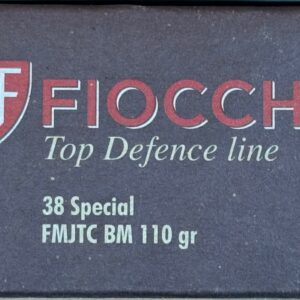 F FIOCCH
Top Defence line
38 Special
FMJTC BM 110 gr